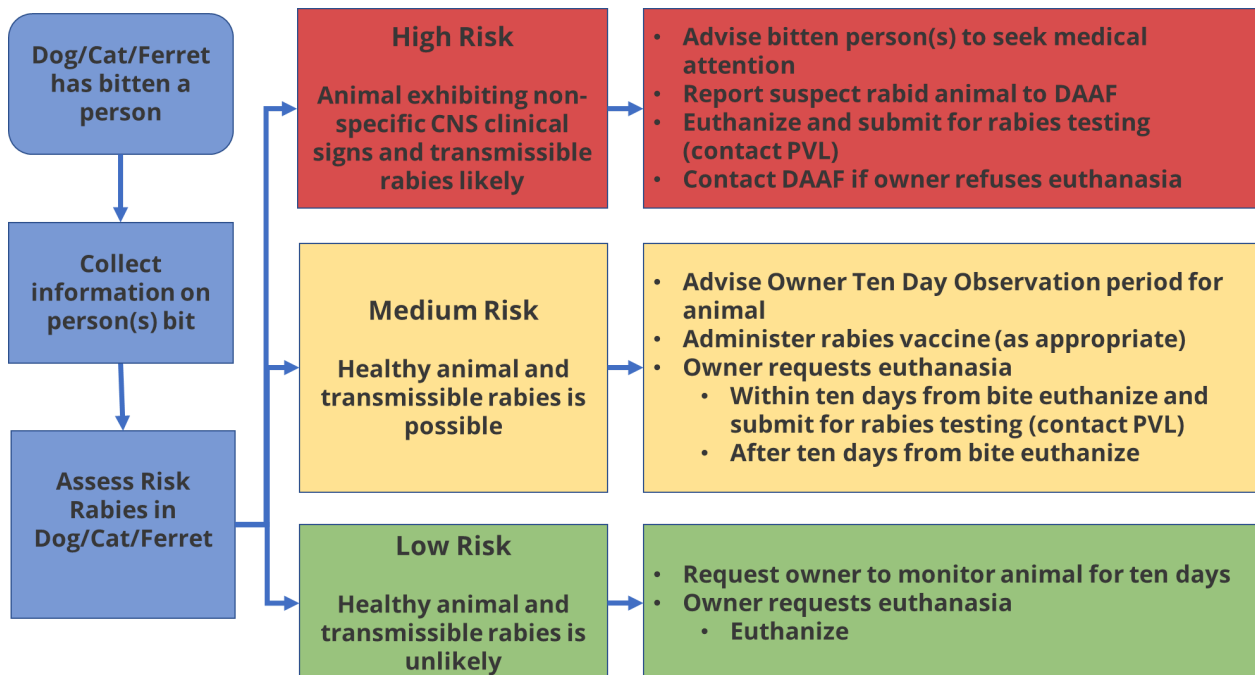 Dog/Cat/Ferret
has bitten a
person
Collect
information on
person(s) bit
Assess Risk
Rabies in
Dog/Cat/Ferret
High Risk
Animal exhibiting non-
specific CNS clinical
signs and transmissible
rabies likely
• Advise bitten person(s) to seek medical
attention
• Report suspect rabid animal to DAAF
• Euthanize and submit for rabies testing
(contact PVL)
• Contact DAAF if owner refuses euthanasia
Medium Risk
Healthy animal and
transmissible rabies is
possible
• Advise Owner Ten Day Observation period for
animal
• Administer rabies vaccine (as appropriate)
• Owner requests euthanasia
• Within ten days from bite euthanize and
submit for rabies testing (contact PVL)
• After ten days from bite euthanize
Low Risk
Healthy animal and
transmissible rabies is
unlikely
• Request owner to monitor animal for ten days
• Owner requests euthanasia
• Euthanize